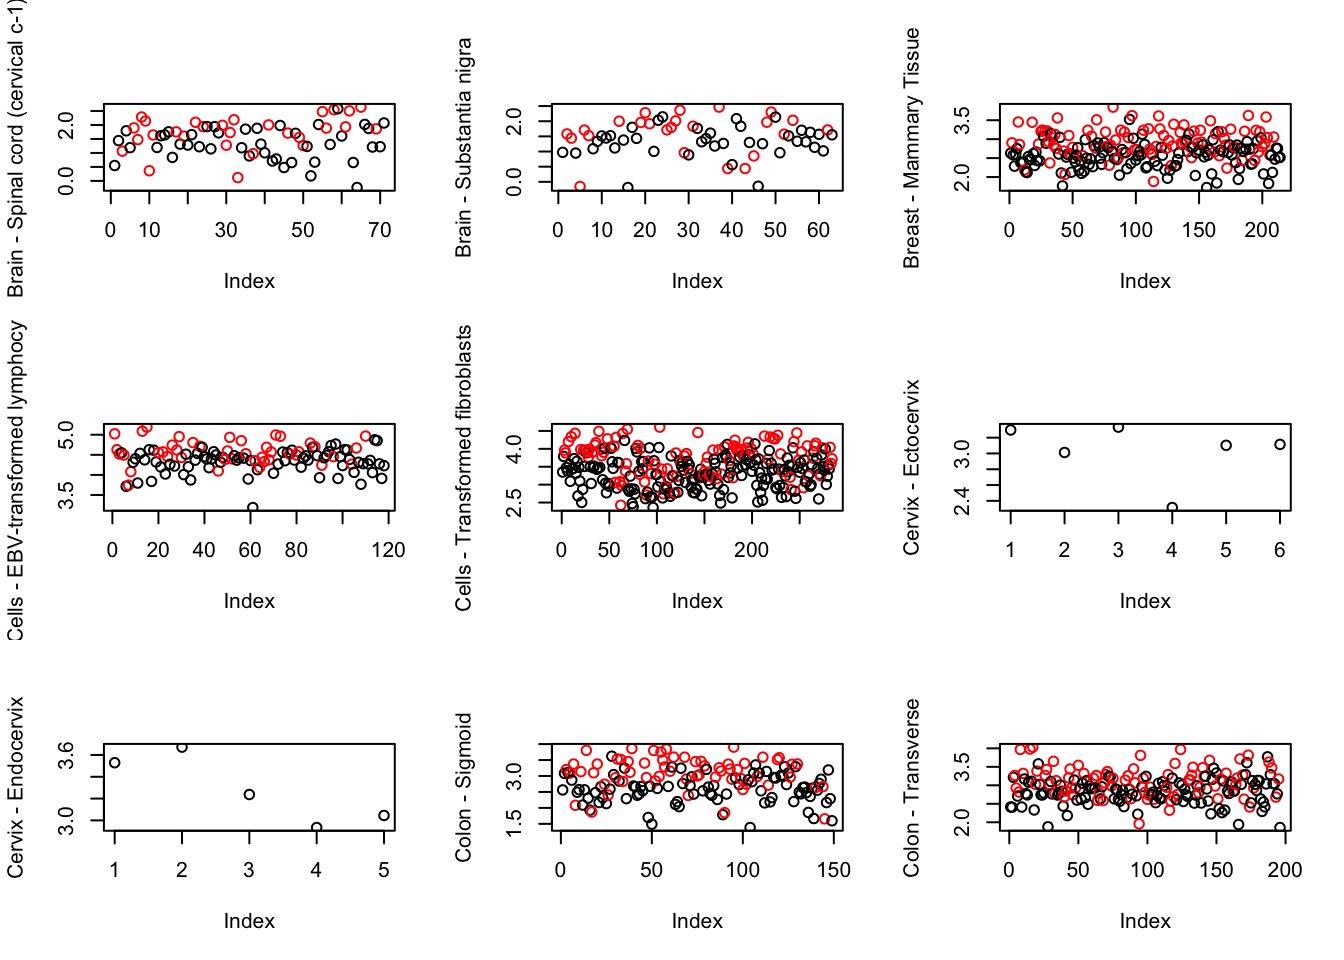 Brain - Spinal cord (cervical c-1)
0.0 2.0
0 10 30 50 70
Index
Brain - Substantia nigra
0.0 2.0
0 10 20 30 40 50 60
Index
Breast - Mammary Tissue
2.0 3.5
0 50 100 150 200
Index
Cells - EBV-transformed lymphocy
3.5 5.0
0 20 40 60 80 120
Index
Cells - Transformed fibroblasts
2.5 4.0
0 50 100 200
Index
Cervix - Ectocervix
2.4 3.0
1 2 3 4 5 6
Index
Cervix - Endocervix
3.0 3.6
1 2 3 4 5
Index
Colon - Sigmoid
1.5 3.0
0 50 100 150
Index
Colon - Transverse
2.0 3.5
0 50 100 150 200
Index